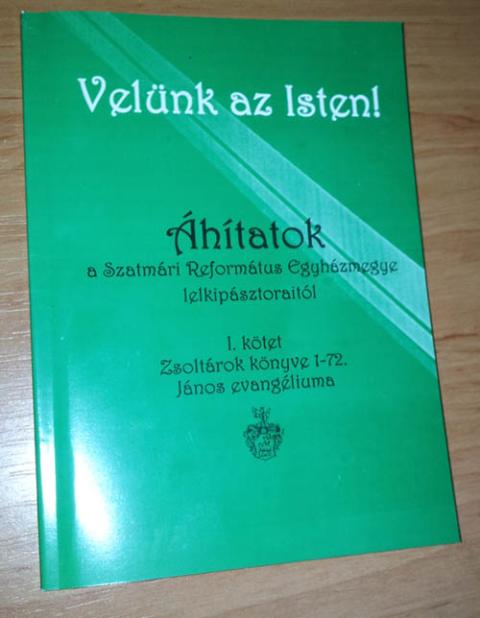 Velünk az Isten!
Áhítatok
a Szatmári Református Egyházmegye
lelkipásztoraitól
I. kötet
Zsoltárok könyve 1-72.
János evangéliuma